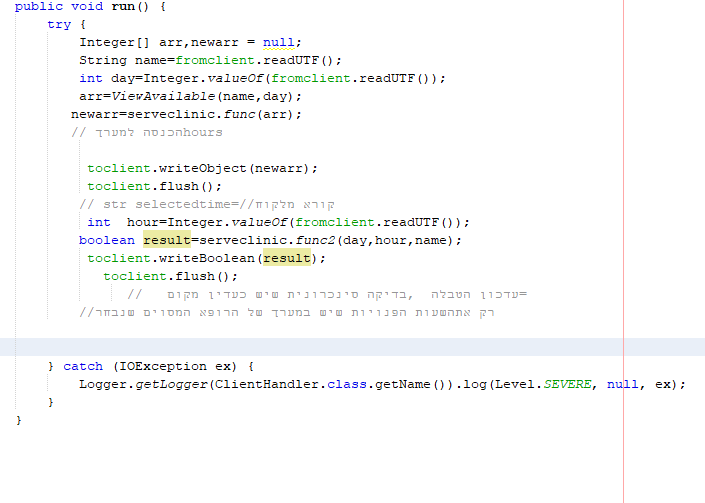 public void run() {
try {
Integer[] arr,newarr = null;
String name=fromclient.readUTF();
int day=Integer.valueOf(fromclient.readUTF());
arr=ViewAvailable(name,day);
newarr=serveclinic.func(arr);
// הכנסה למערךhours
toclient.writeObject(newarr);
toclient.flush();
// str selectedtime=//קורא מלקוח
int  hour=Integer.valueOf(fromclient.readUTF());
boolean result=serveclinic.func2(day,hour,name);
toclient.writeBoolean(result);
toclient.flush();
//   עדכון הטבלה  ,בדיקה סינכרונית שיש כעדין מקום=
//רק אתהשעות הפנויות שיש במערך של הרופא המסוים שנבחר
} catch (IOException ex) {
Logger.getLogger(ClientHandler.class.getName()).log(Level.SEVERE, null, ex);
}
}